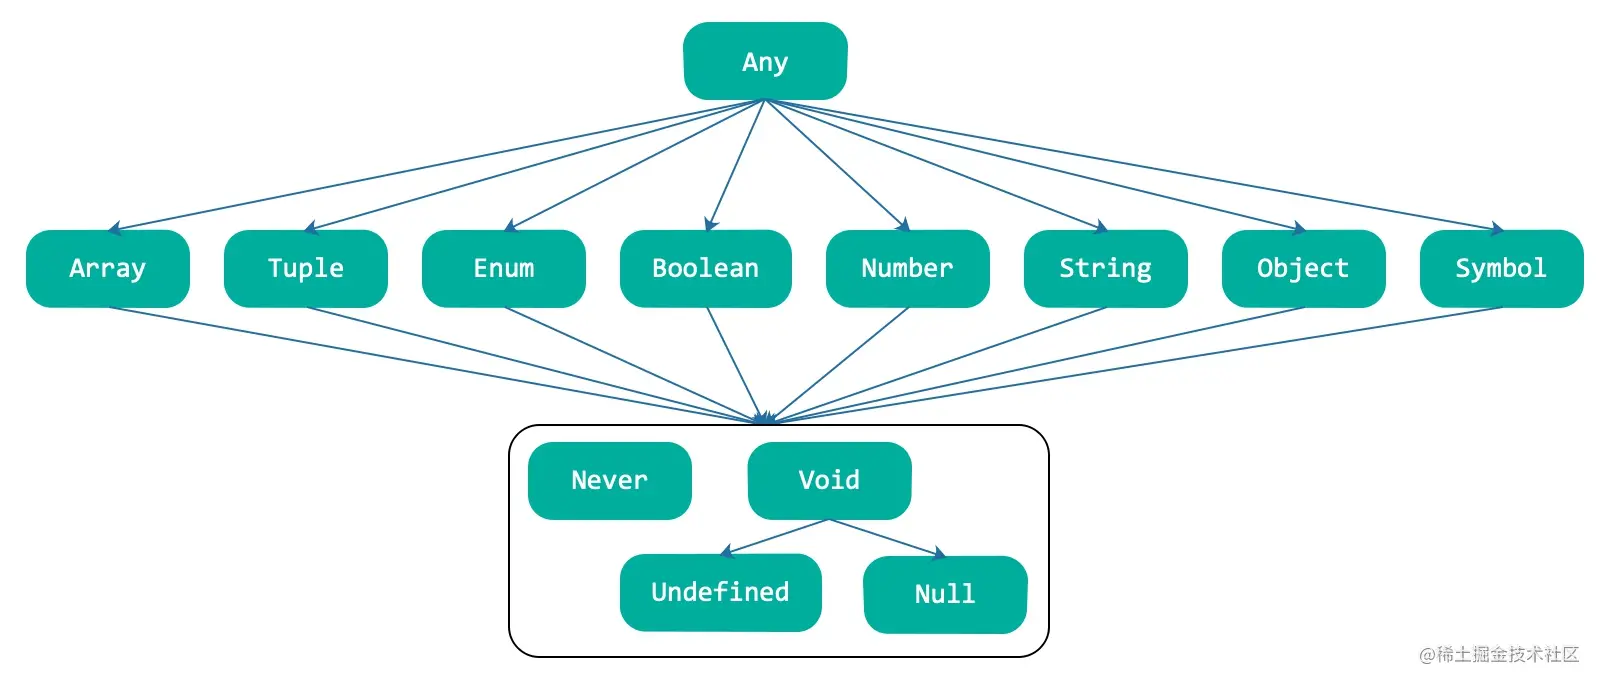 Any
Array
Tuple
Enum
Boolean
Number
String
Object
Symbol
Never
Void
Undefined
Null
@稀土掘金技术社区